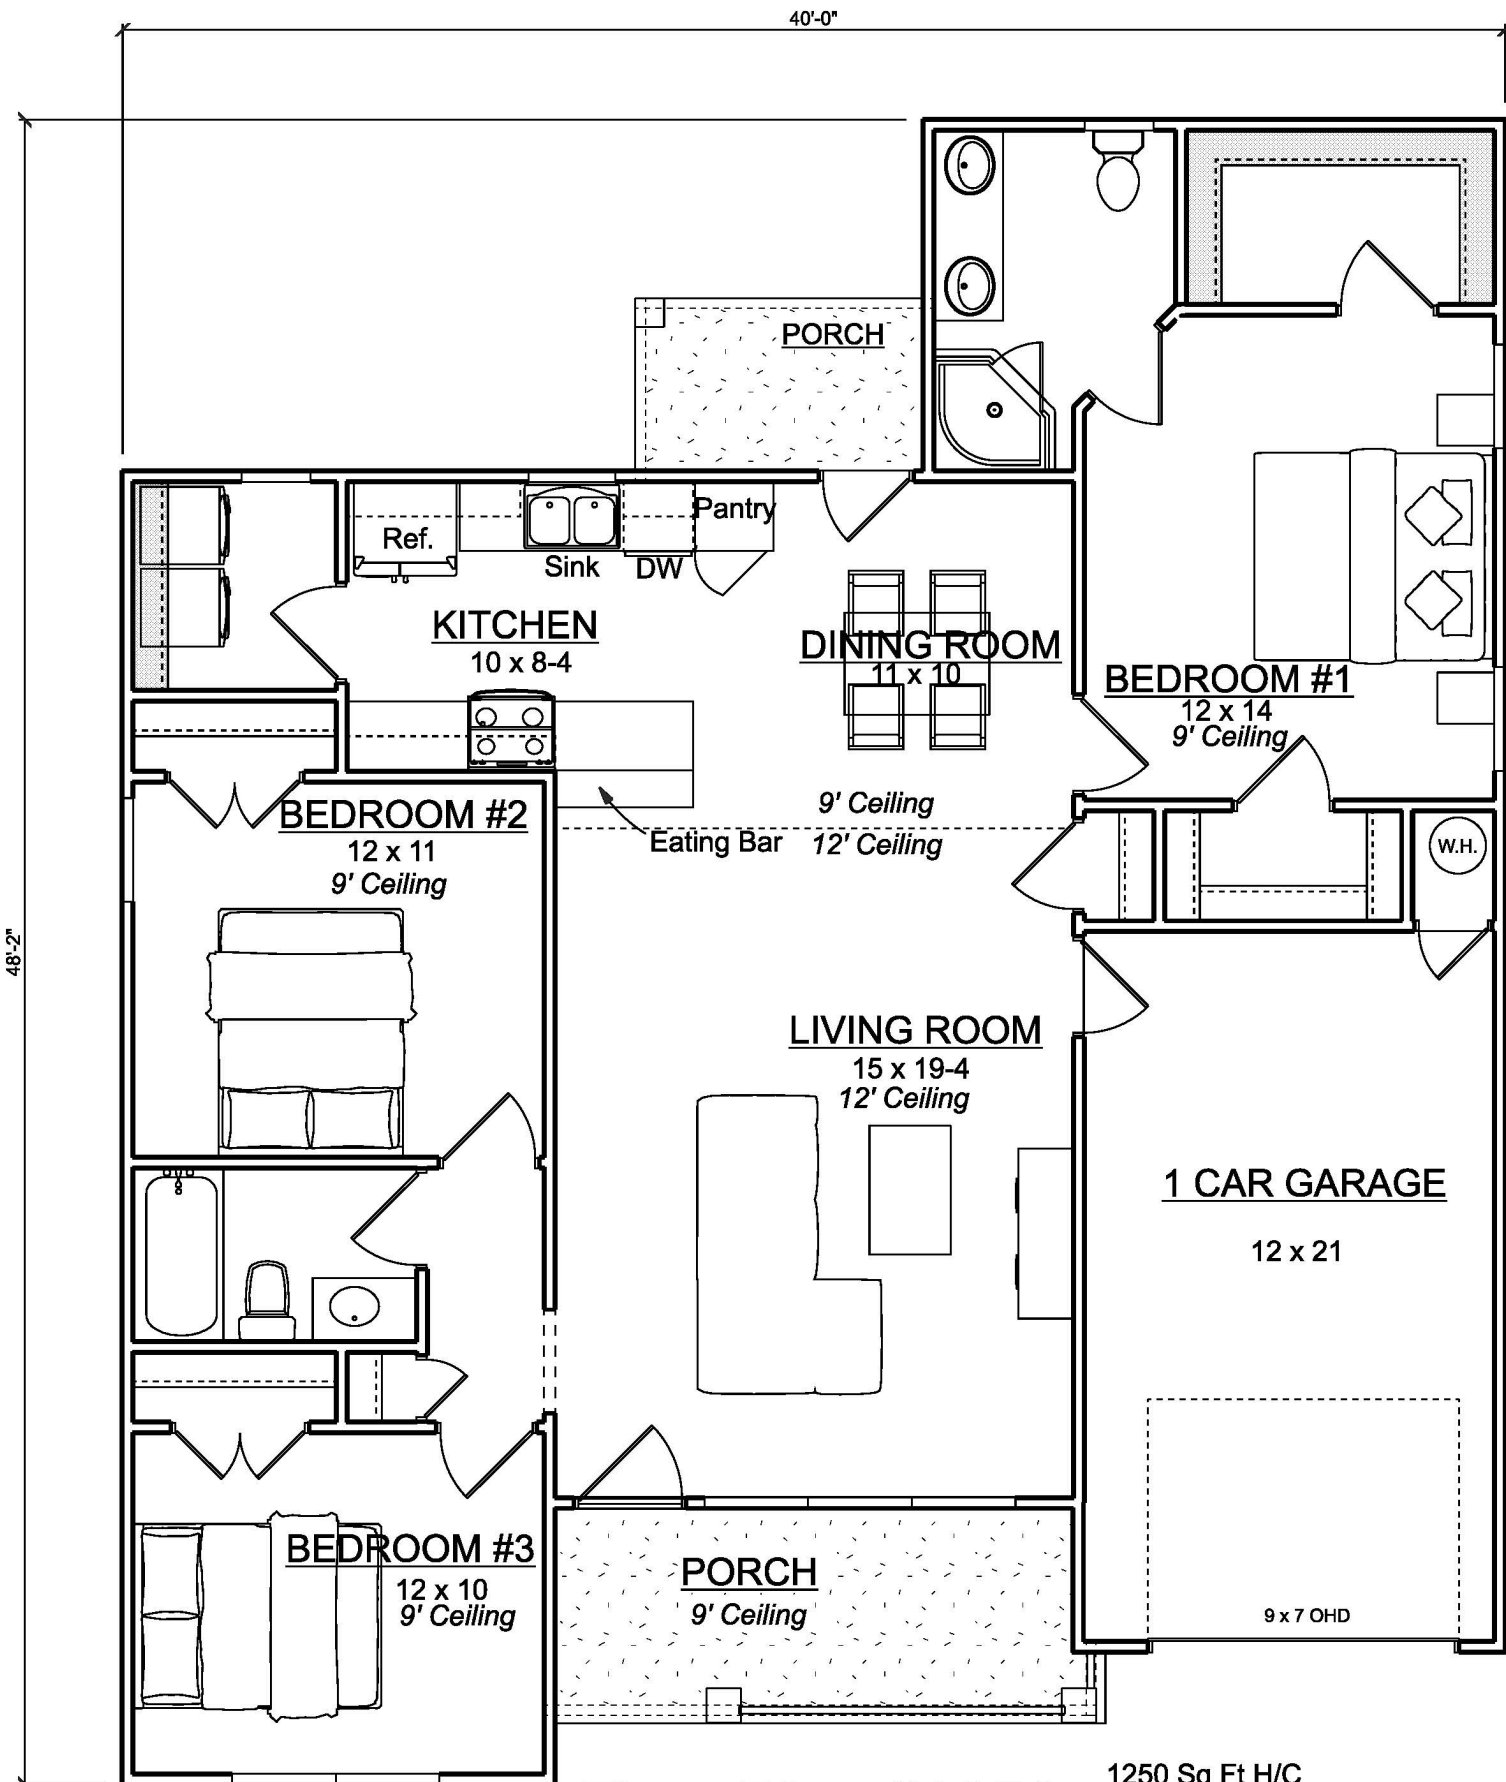 40'-0"
48'-2"
PORCH
Pantry
Ref.
Sink
DW
KITCHEN
10 x 8-4
DINING ROOM
11 x 10
BEDROOM #1
12 x 14
9' Ceiling
9' Ceiling
Eating Bar
12' Ceiling
W.H.
BEDROOM #2
12 x 11
9' Ceiling
LIVING ROOM
15 x 19-4
12' Ceiling
1 CAR GARAGE
12 x 21
BEDROOM #3
12 x 10
9' Ceiling
PORCH
9' Ceiling
9 x 7 OHD
1250 Sq Ft H/C